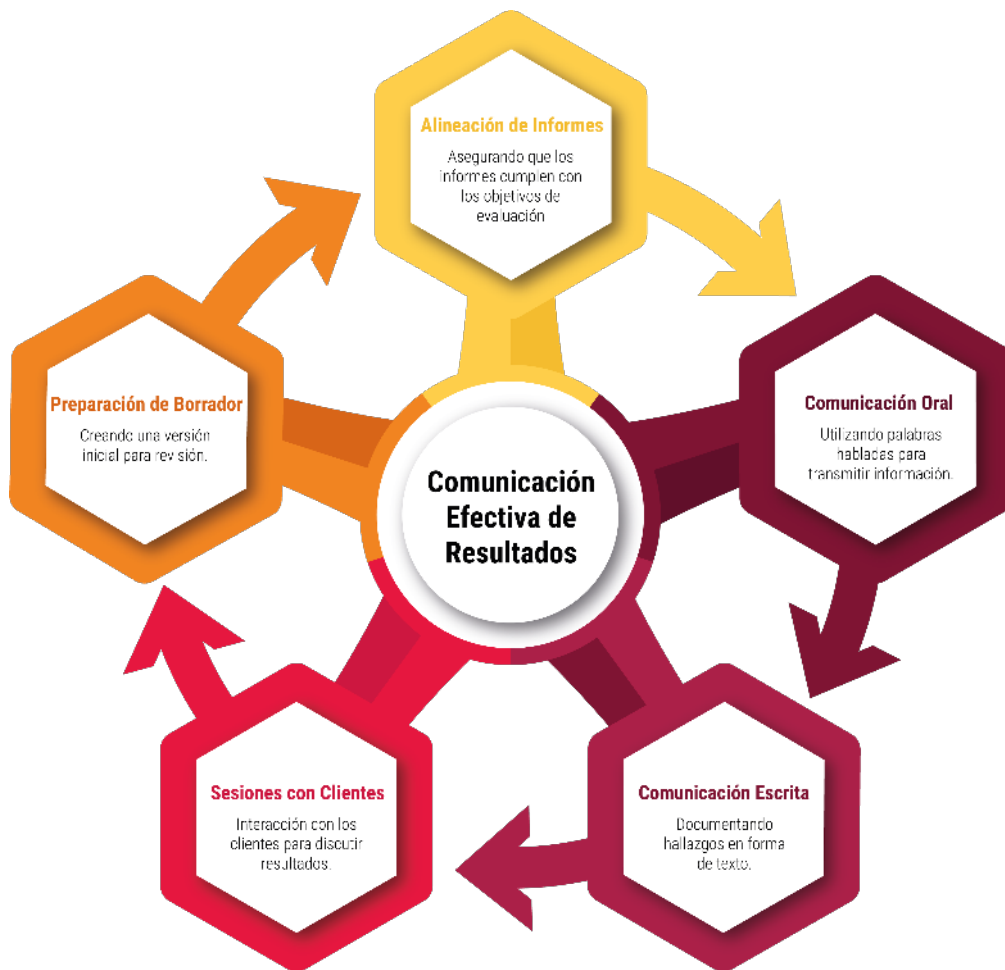 Alineación de Informes
Asegurando que los
informes cumplen con
los objetivos de
evaluación
Preparación de Borrador
Creando una versión
inicial para revisión.
Comunicación Oral
Utilizando palabras
habladas para
transmitir información.
Comunicación
Efectiva de
Resultados
Sesiones con Clientes
Interacción con los
clientes para discutir
resultados.
Comunicación Escrita
Documentando
hallazgos en forma
de texto.